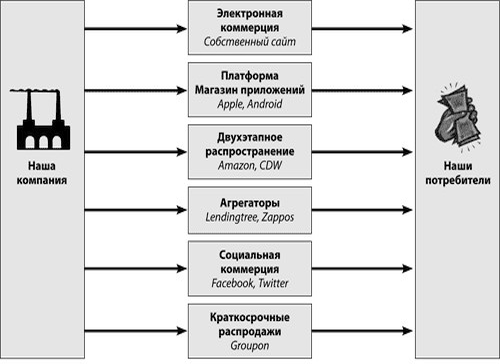 Наша
компания
Электронная
коммерция
Собственный сайт
Платформа
Магазин приложений
Apple, Android
Двухэтапное
распространение
Amazon, CDW
Агрегаторы
Lendingtree, Zappos
Социальная
коммерция
Facebook, Twitter
Краткосрочные
распродажи
Groupon
Наши
потребители